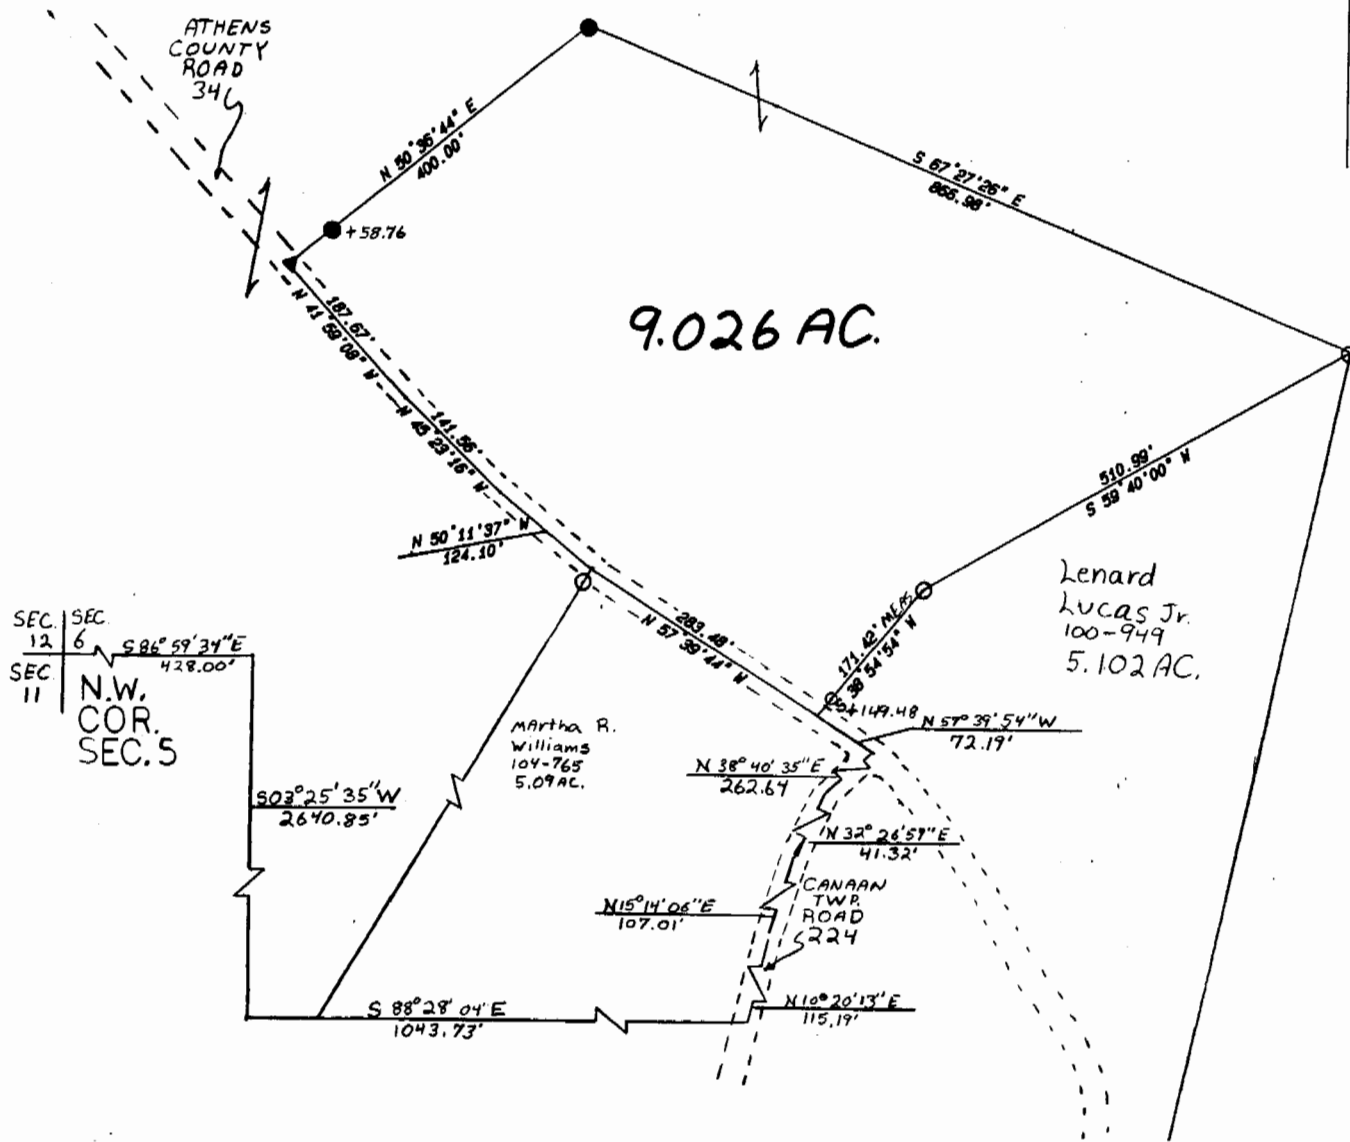 ATHENS
COUNTY
ROAD
34
N 50°36'44" E
400.00'
+58.76
S 67°27'26" E
866.98'
9.026 AC.
187.67'
N 41°59'08" W
141.56'
N 45°23'16" W
N 50°11'37" W
124.10'
510.99'
S 59°40'00" W
Lenard
Lucas Jr.
100-949
5.102 AC.
171.42' MEAS
S 38°54'54" W
+149.48
283.48'
N 57°39'44" W
N 57°39'54" W
72.19'
SEC. 12
SEC. 6
SEC 11
N.W.
COR.
SEC. 5
S 86°59'34" E
428.00'
Martha R.
Williams
104-765
5.09 AC.
N 38°40'35" E
262.64
S03°25'35" W
2640.85'
N 32°26'59" E
41.32'
CANAAN
TWP.
ROAD
224
N15°14'06" E
107.01'
S 88°28'04" E
1043.73'
N10°20'13" E
115.19'